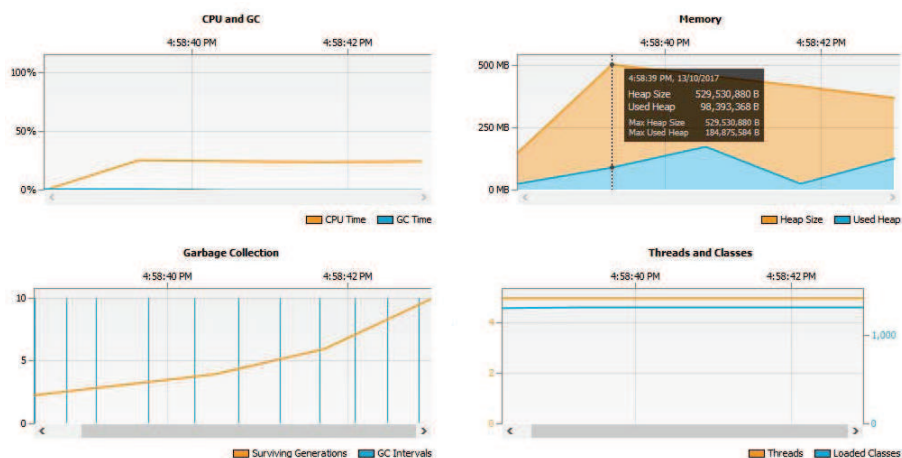 CPU and GC
4:58:40 PM 4:58:42 PM
100%
50%
0%
CPU Time GC Time
Memory
4:58:40 PM 4:58:42 PM
500 MB
250 MB
0 MB
4:58:39 PM, 13/10/2017
Heap Size 529,530,880 B
Used Heap 98,393,368 B
Max Heap Size 529,530,880 B
Max Used Heap 184,875,584 B
Heap Size Used Heap
Garbage Collection
4:58:40 PM 4:58:42 PM
10
5
0
Surviving Generations GC Intervals
Threads and Classes
4:58:40 PM 4:58:42 PM
4
2
0
1,000
0
Threads Loaded Classes